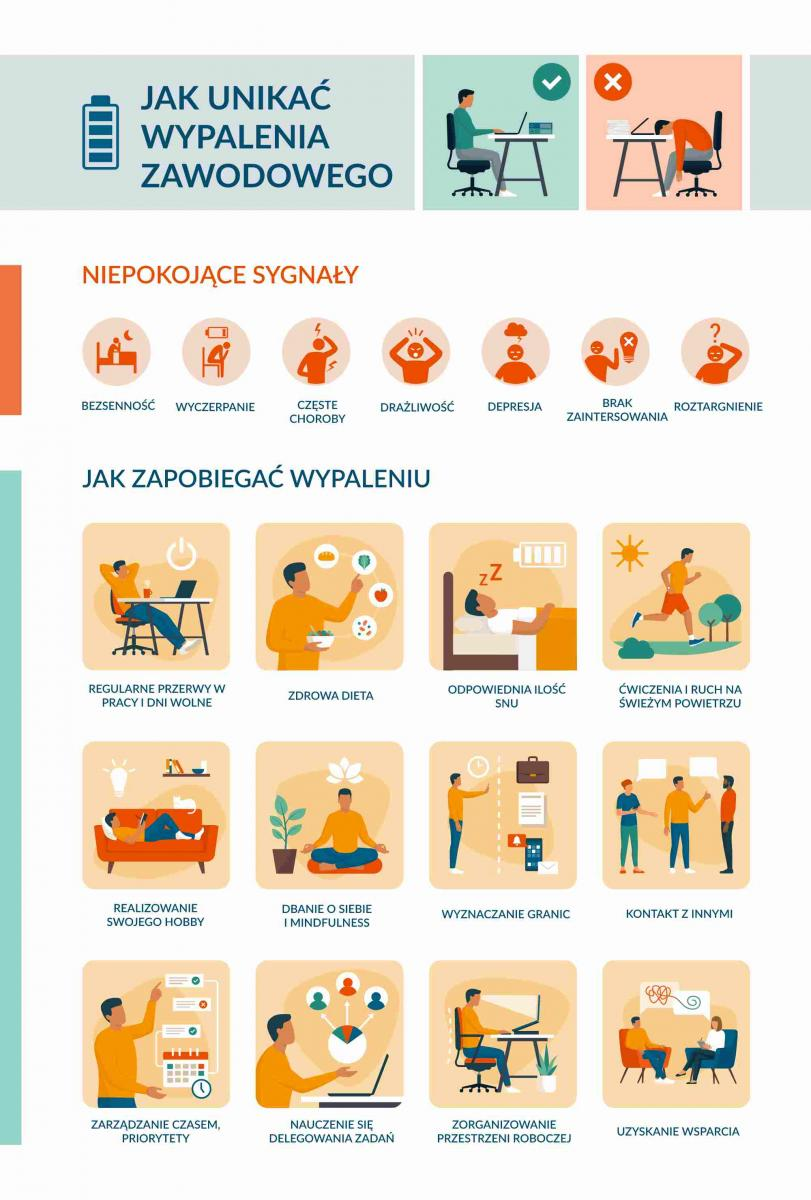 JAK UNIKAĆ
WYPALENIA
ZAWODOWEGO
NIEPOKOJĄCE SYGNAŁY
BEZSENNOŚĆ
WYCZERPANIE
CZĘSTE
CHOROBY
DRAŻLIWOŚĆ
DEPRESJA
BRAK
ZAINTERSOWANIA
ROZTARGNIENIE
JAK ZAPOBIEGAĆ WYPALENIU
REGULARNE PRZERWY W
PRACY I DNI WOLNE
ZDROWA DIETA
ODPOWIEDNIA ILOŚĆ
SNU
ĆWICZENIA I RUCH NA
ŚWIEŻYM POWIETRZU
REALIZOWANIE
SWOJEGO HOBBY
DBANIE O SIEBIE
I MINDFULNESS
WYZNACZANIE GRANIC
KONTAKT Z INNYMI
ZARZĄDZANIE CZASEM,
PRIORYTETY
NAUCZENIE SIĘ
DELEGOWANIA ZADAŃ
ZORGANIZOWANIE
PRZESTRZENI ROBOCZEJ
UZYSKANIE WSPARCIA